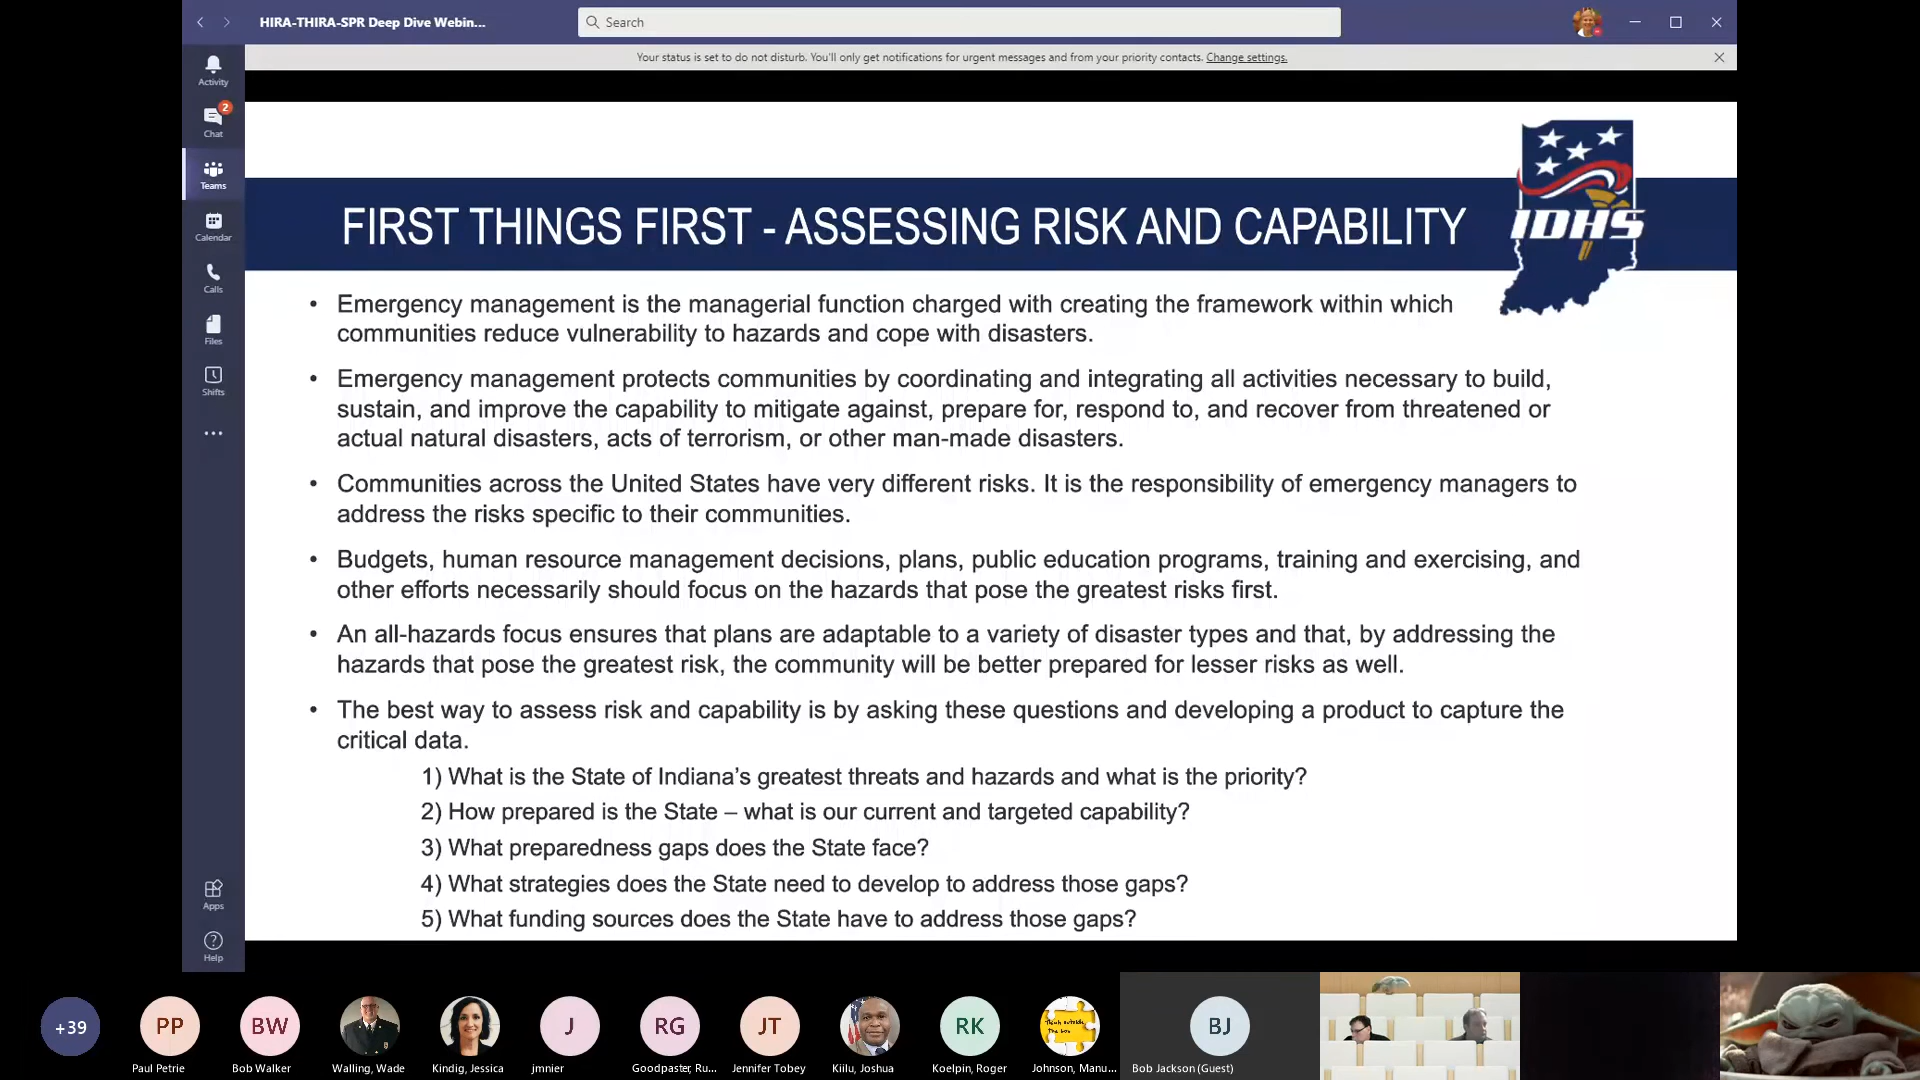 HIRA-THIRA-SPR Deep Dive Webin...
Search
Your status is set to do not disturb. You'll only get notifications for urgent messages and from your priority contacts. Change settings.
Activity
2
Chat
Teams
Calendar
Calls
Files
Shifts
Apps
Help
FIRST THINGS FIRST - ASSESSING RISK AND CAPABILITY
IDHS
• Emergency management is the managerial function charged with creating the framework within which
communities reduce vulnerability to hazards and cope with disasters.
• Emergency management protects communities by coordinating and integrating all activities necessary to build,
sustain, and improve the capability to mitigate against, prepare for, respond to, and recover from threatened or
actual natural disasters, acts of terrorism, or other man-made disasters.
• Communities across the United States have very different risks. It is the responsibility of emergency managers to
address the risks specific to their communities.
• Budgets, human resource management decisions, plans, public education programs, training and exercising, and
other efforts necessarily should focus on the hazards that pose the greatest risks first.
• An all-hazards focus ensures that plans are adaptable to a variety of disaster types and that, by addressing the
hazards that pose the greatest risk, the community will be better prepared for lesser risks as well.
• The best way to assess risk and capability is by asking these questions and developing a product to capture the
critical data.
1) What is the State of Indiana's greatest threats and hazards and what is the priority?
2) How prepared is the State – what is our current and targeted capability?
3) What preparedness gaps does the State face?
4) What strategies does the State need to develop to address those gaps?
5) What funding sources does the State have to address those gaps?
+39
PP
BW
J
RG
JT
RK
Think outside
The box
BJ
Paul Petrie
Bob Walker
Walling, Wade
Kindig, Jessica
jmnier
Goodpaster, Ru...
Jennifer Tobey
Kiilu, Joshua
Koelpin, Roger
Johnson, Manu...
Bob Jackson (Guest)